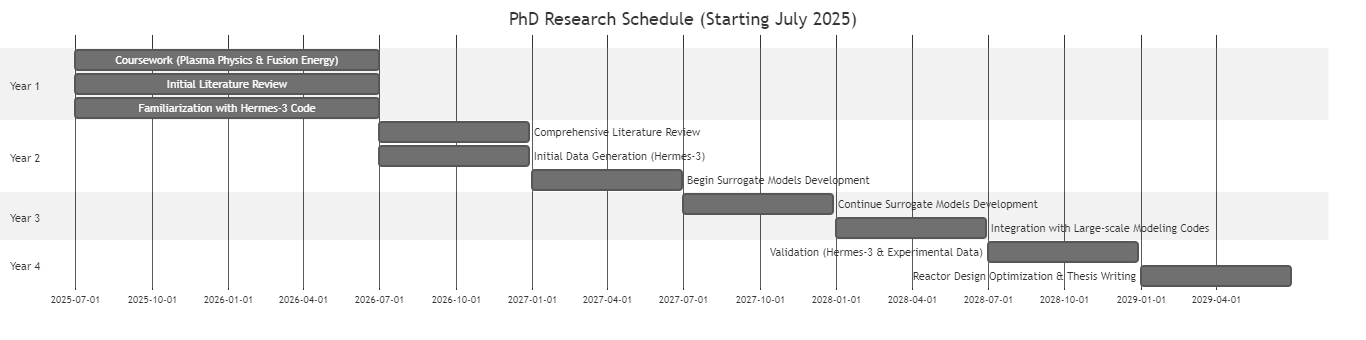 PhD Research Schedule (Starting July 2025)
Year 1
Coursework (Plasma Physics & Fusion Energy)
Initial Literature Review
Familiarization with Hermes-3 Code
Year 2
Comprehensive Literature Review
Initial Data Generation (Hermes-3)
Begin Surrogate Models Development
Year 3
Continue Surrogate Models Development
Integration with Large-scale Modeling Codes
Year 4
Validation (Hermes-3 & Experimental Data)
Reactor Design Optimization & Thesis Writing
2025-07-01 2025-10-01 2026-01-01 2026-04-01 2026-07-01 2026-10-01 2027-01-01 2027-04-01 2027-07-01 2027-10-01 2028-01-01 2028-04-01 2028-07-01 2028-10-01 2029-01-01 2029-04-01